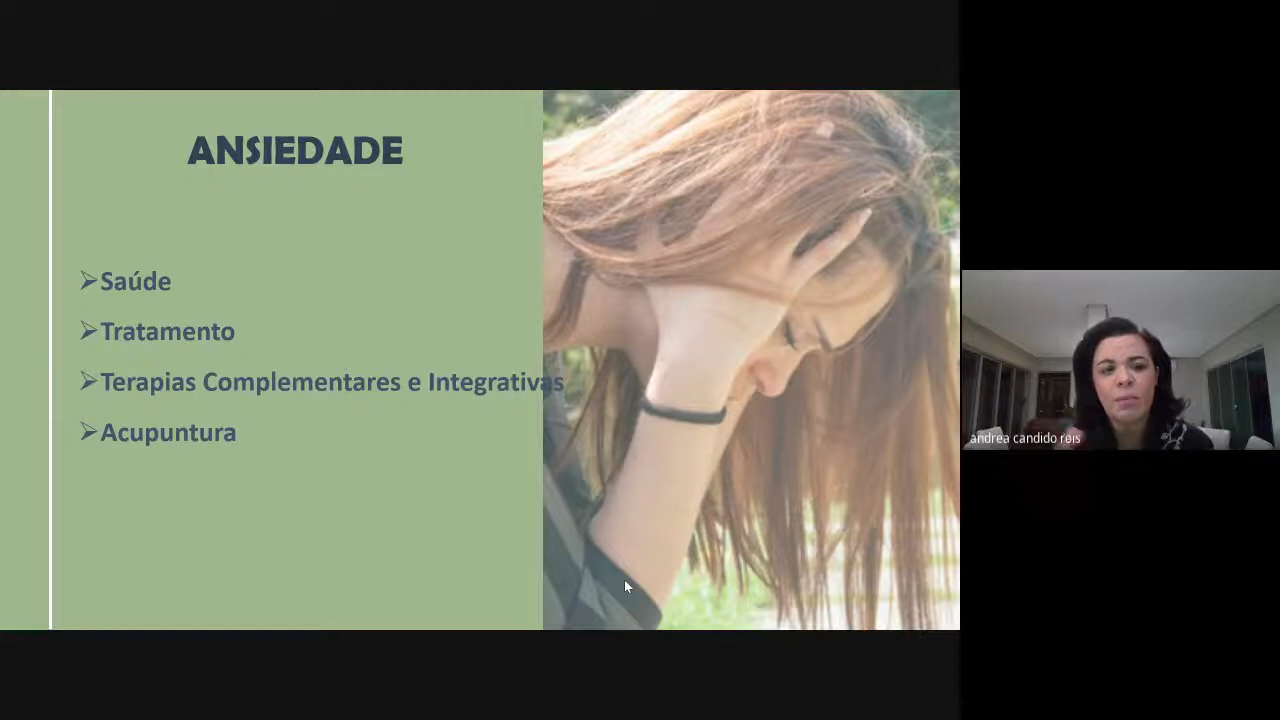 ANSIEDADE
➢Saúde
➢Tratamento
➢Terapias Complementares e Integrativas
➢Acupuntura
andrea candido reis